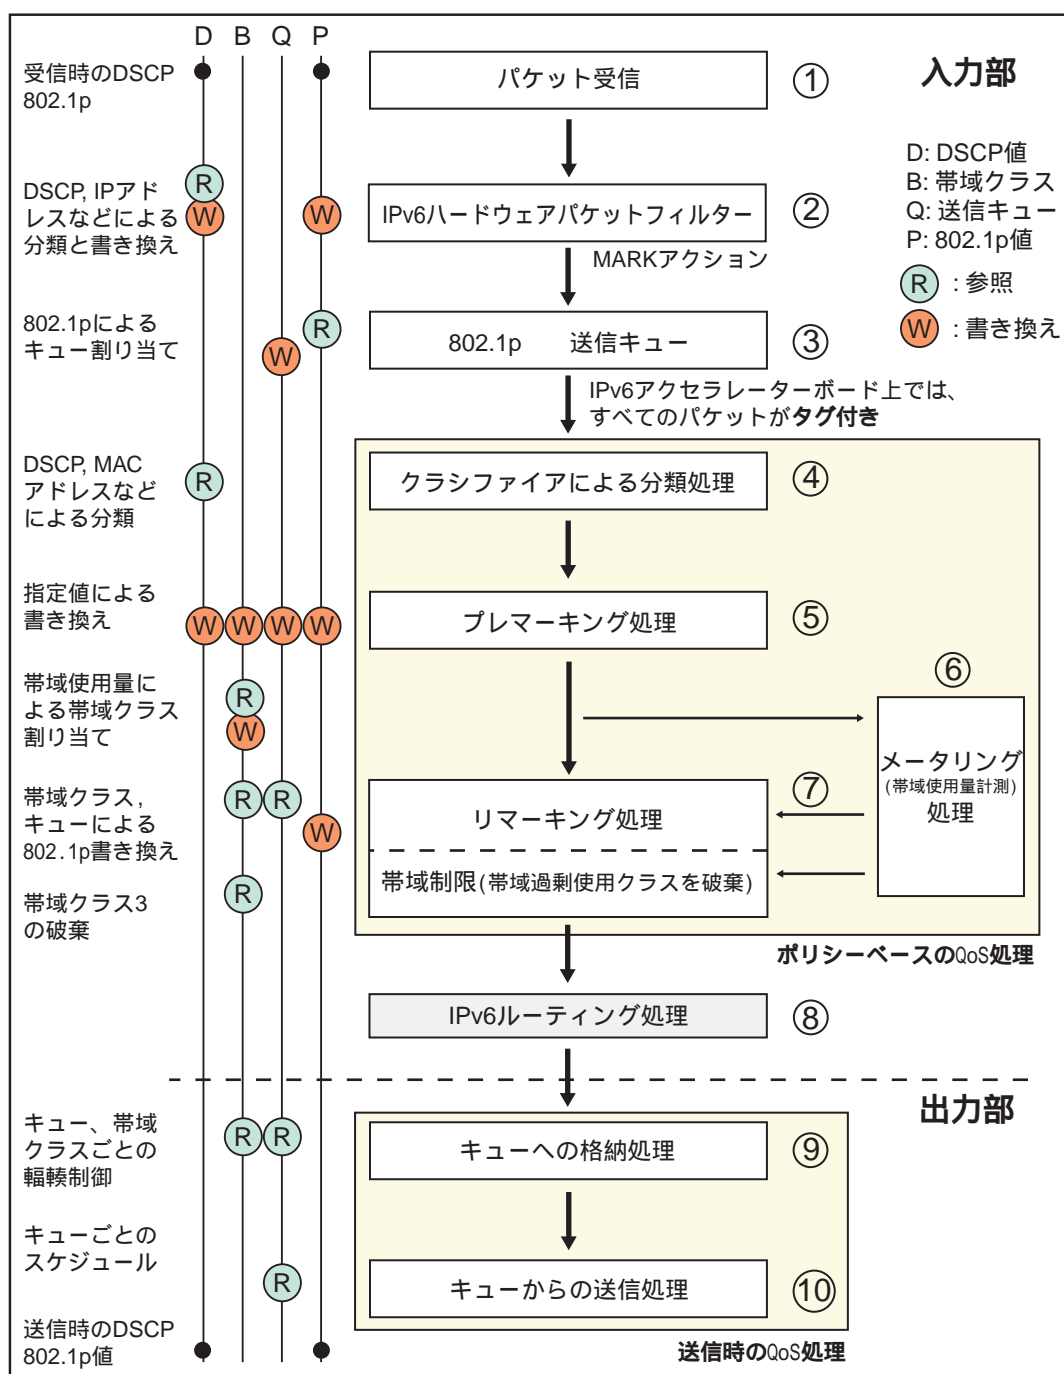 D B Q P
受信時のDSCP
802.1p
パケット受信
①
入力部
D: DSCP値
B: 帯域クラス
Q: 送信キュー
P: 802.1p値
R : 参照
W : 書き換え
DSCP, IPアド
レスなどによる
分類と書き換え
R
W
W
IPv6ハードウェアパケットフィルター
②
MARKアクション
802.1pによる
キュー割り当て
R
W
802.1p 送信キュー
③
IPv6アクセラレーターボード上では、
すべてのパケットがタグ付き
DSCP, MAC
アドレスなど
による分類
R
クラシファイアによる分類処理
④
指定値による
書き換え
W W W W
プレマーキング処理
⑤
帯域使用量に
よる帯域クラス
割り当て
R
W
⑥
メータリング
(帯域使用量計測)
処理
帯域クラス,
キューによる
802.1p書き換え
R R
W
リマーキング処理
⑦
帯域クラス3
の破棄
R
帯域制限(帯域過剰使用クラスを破棄)
ポリシーベースのQoS処理
IPv6ルーティング処理
⑧
出力部
キュー、帯域
クラスごとの
輻輳制御
R R
キューへの格納処理
⑨
キューごとの
スケジュール
R
キューからの送信処理
⑩
送信時のDSCP
802.1p値
送信時のQoS処理